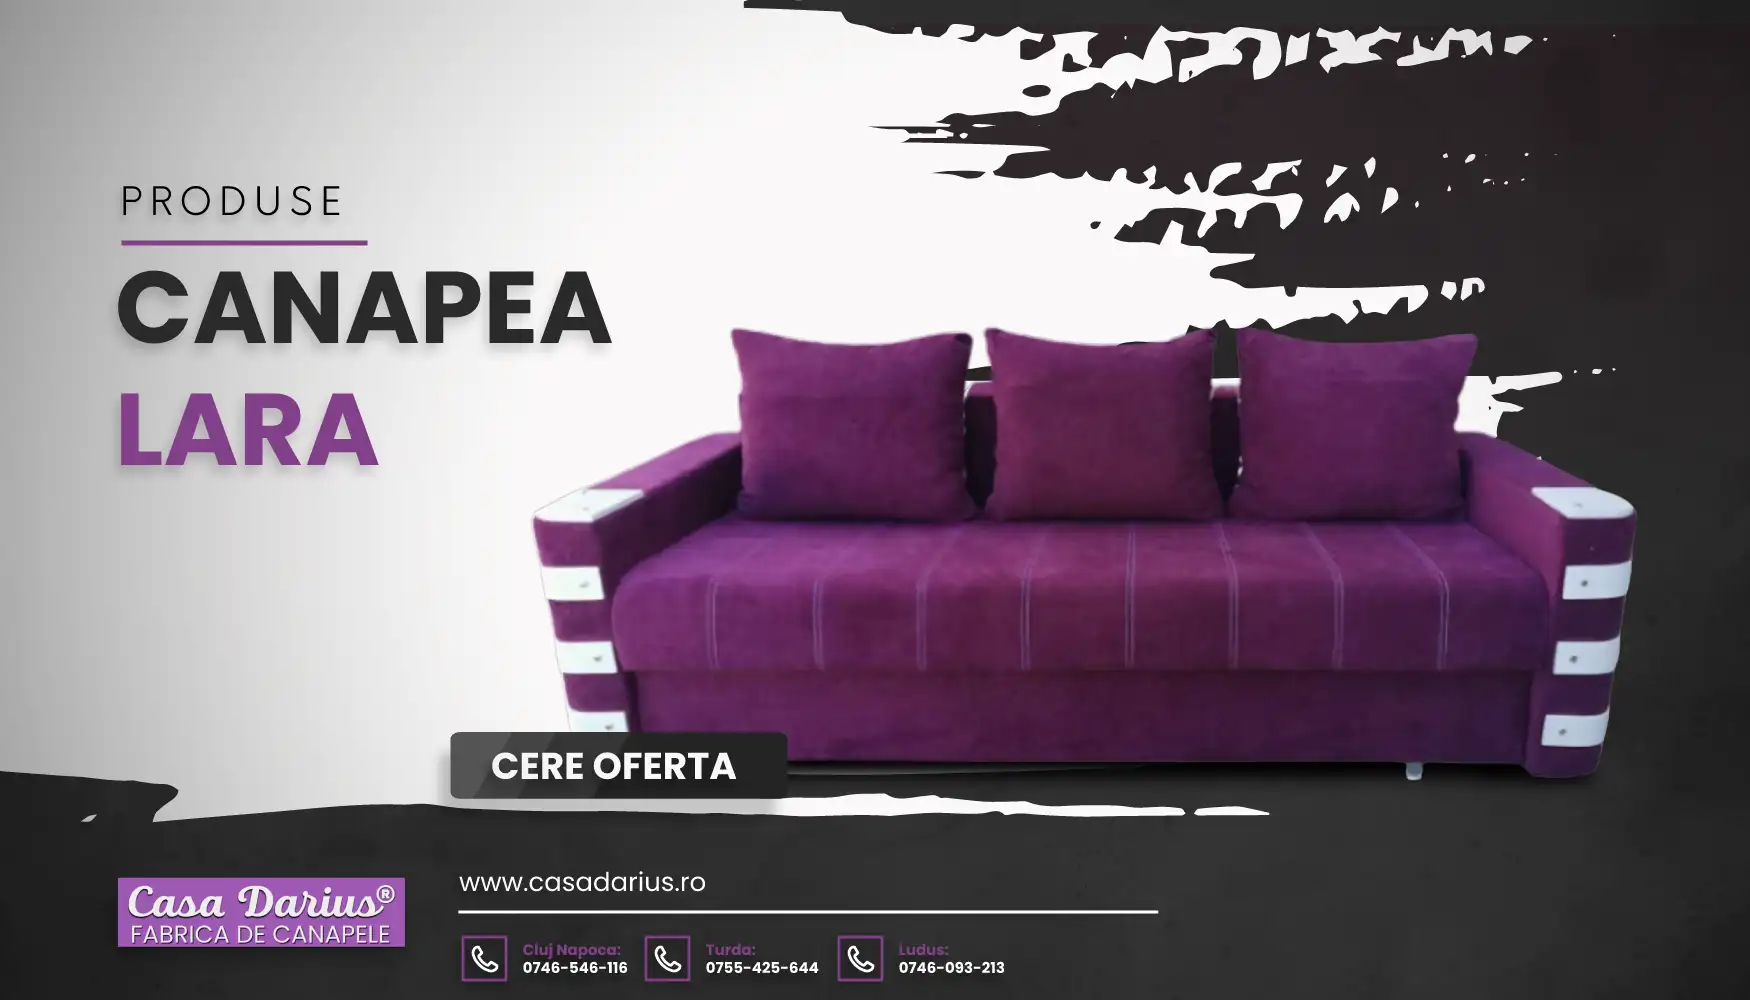 PRODUSE
CANAPEA
LARA
CERE OFERTA
Casa Darius®
FABRICA DE CANAPELE
www.casadarius.ro
Cluj Napoca:
0746-546-116
Turda:
0755-425-644
Ludus:
0746-093-213